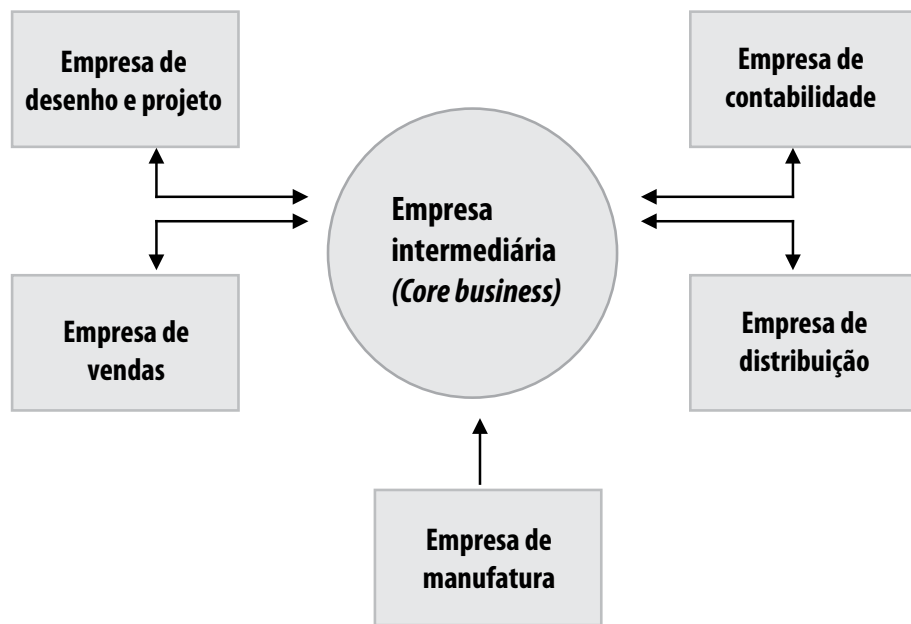 Empresa de
desenho e projeto
Empresa de
contabilidade
Empresa
intermediária
(Core business)
Empresa de
vendas
Empresa de
distribuição
Empresa de
manufatura